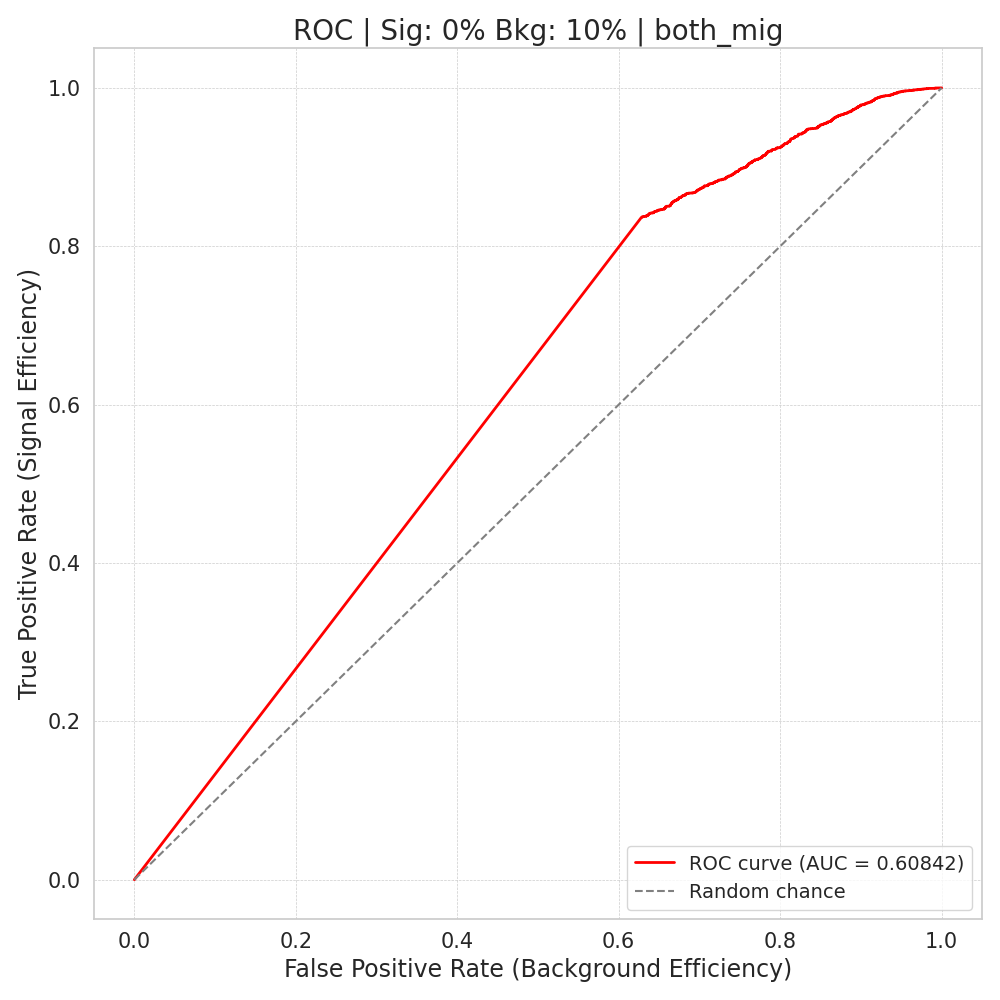 ROC | Sig: 0% Bkg: 10% | both_mig
True Positive Rate (Signal Efficiency)
1.0
0.8
0.6
0.4
0.2
0.0
ROC curve (AUC = 0.60842)
Random chance
0.0 0.2 0.4 0.6 0.8 1.0
False Positive Rate (Background Efficiency)